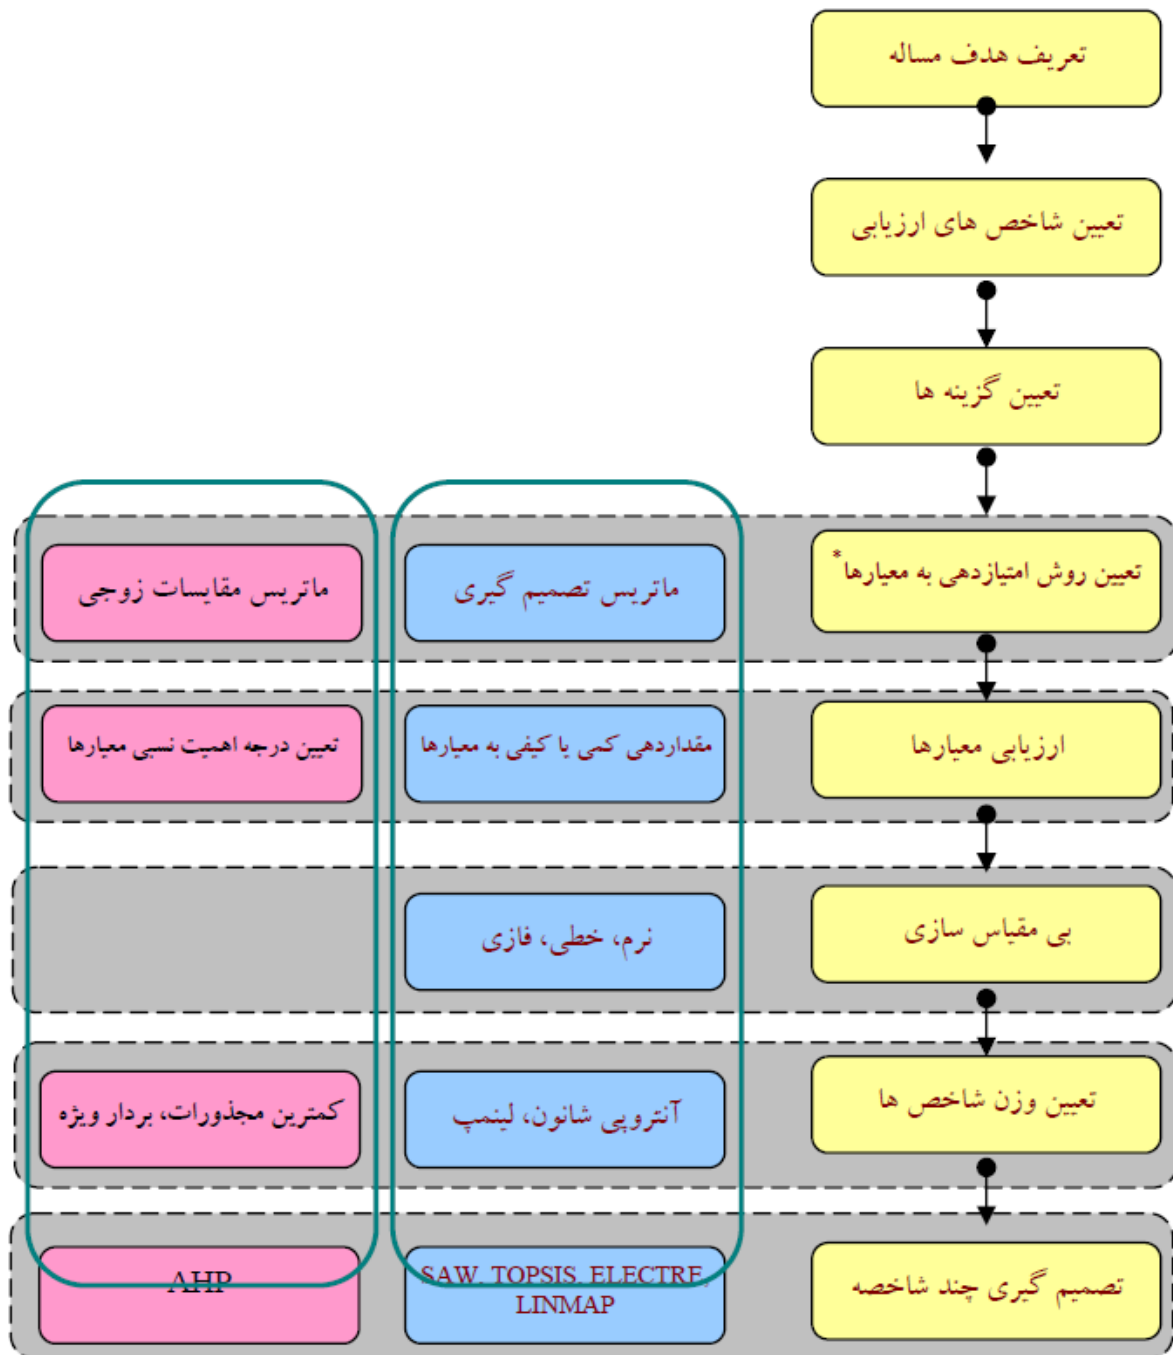 تعریف هدف مساله
تعیین شاخص های ارزیابی
تعیین گزینه ها
تعیین روش امتیازدهی به معیارها*
ماتریس تصمیم گیری
ماتریس مقایسات زوجی
ارزیابی معیارها
مقداردهی کمی یا کیفی به معیارها
تعیین درجه اهمیت نسبی معیارها
بی مقیاس سازی
نرم، خطی، فازی
تعیین وزن شاخص ها
آنتروپی شانون، لینمپ
کمترین مجذورات، بردار ویژه
تصمیم گیری چند شاخصه
SAW, TOPSIS, ELECTRE,
LINMAP
AHP